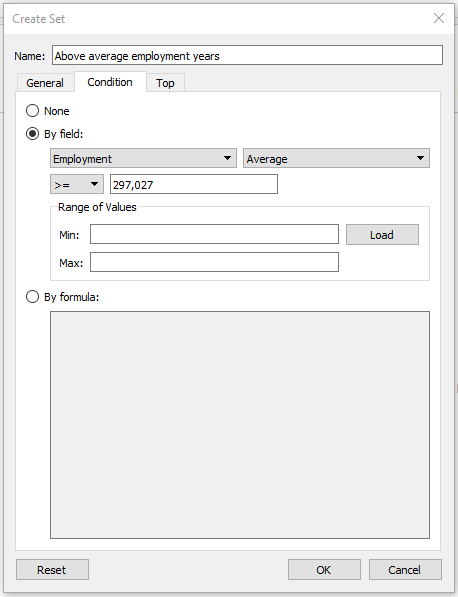 Create Set
Name: Above average employment years
General Condition Top
None
By field:
Employment Average
>= 297,027
Range of Values
Min: Load
Max:
By formula:
Reset OK Cancel